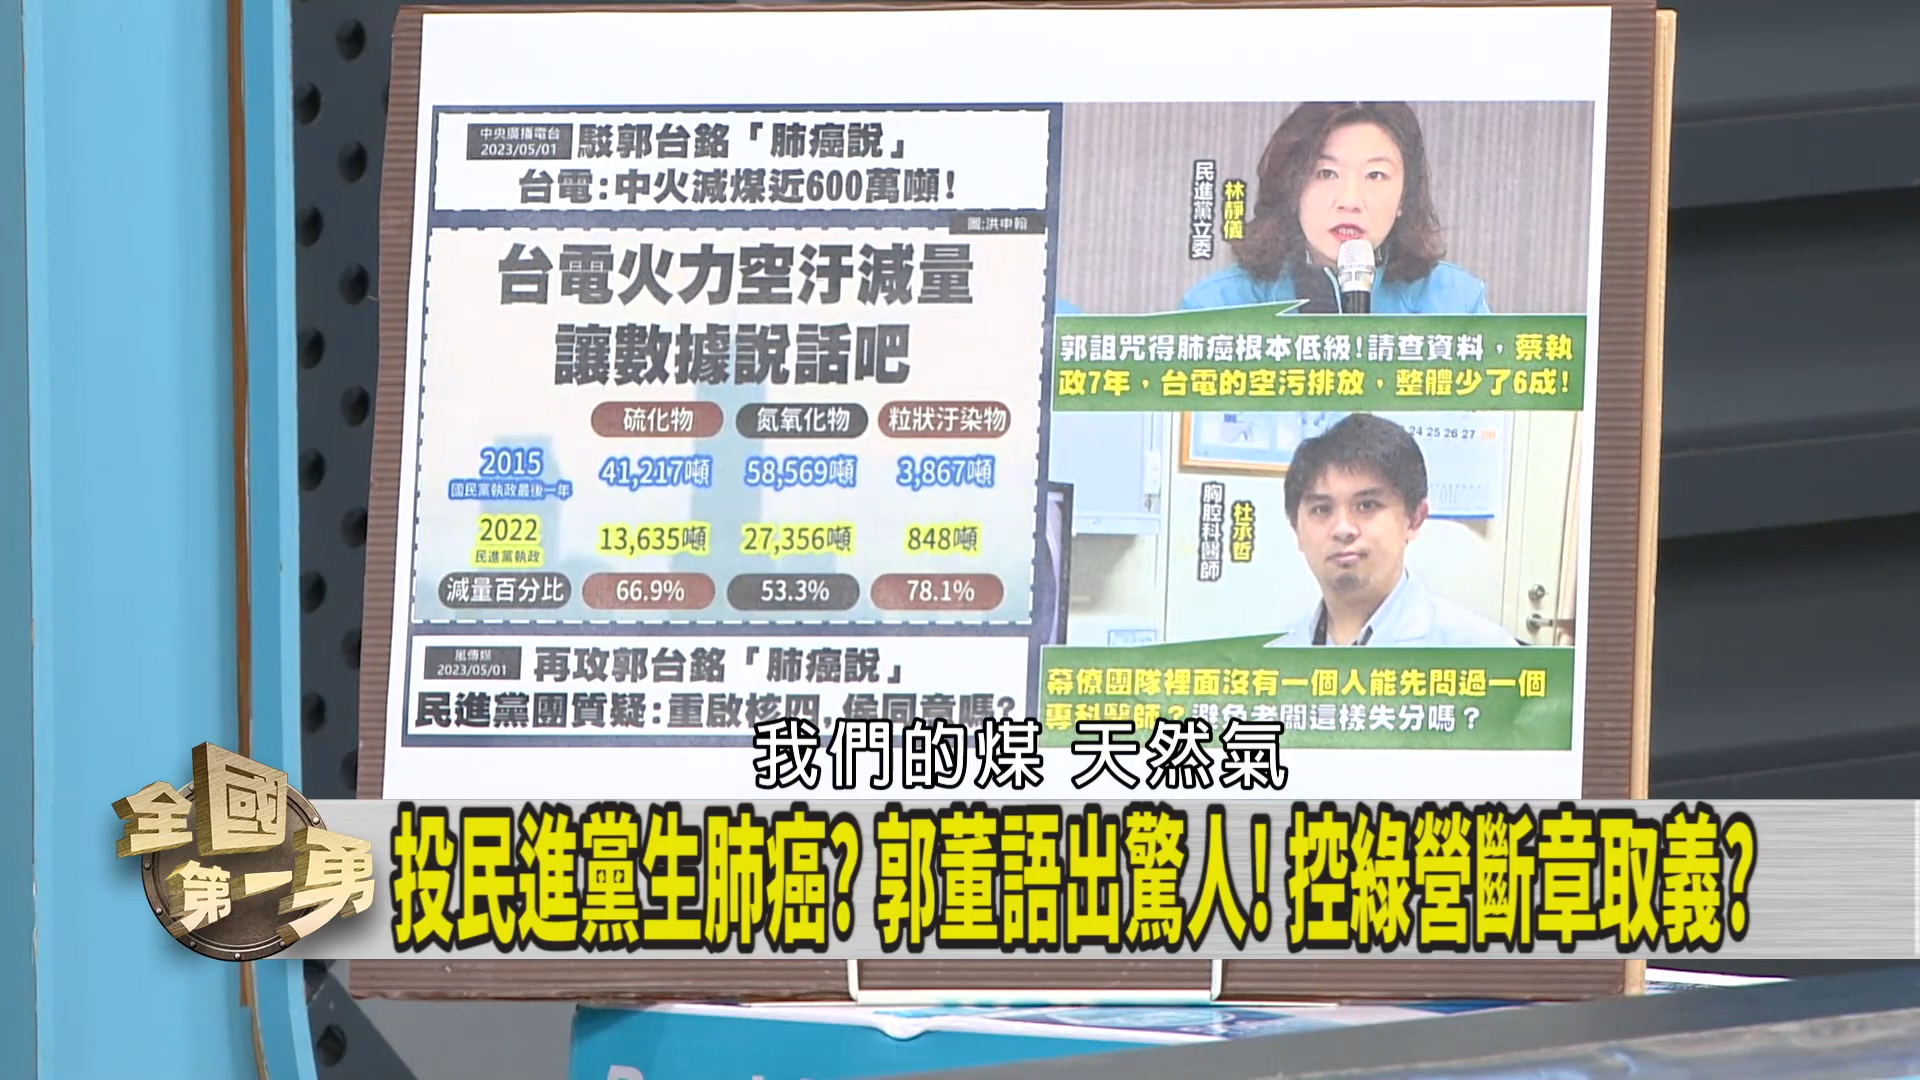 中央廣播電台
2023/05/01
駁郭台銘「肺癌說」
台電:中火減煤近600萬噸!
圖:洪申翰
台電火力空汙減量
讓數據說話吧
硫化物 氮氧化物 粒狀汙染物
2015 41,217噸 58,569噸 3,867噸
國民黨執政最後一年
2022 13,635噸 27,356噸 848噸
民進黨執政
減量百分比 66.9% 53.3% 78.1%
風傳媒
2023/05/01
再攻郭台銘「肺癌說」
民進黨團質疑:重啟核四,侯同意嗎?
民進黨立委
林靜儀
郭詛咒得肺癌根本低級!請查資料，蔡執
政7年，台電的空污排放，整體少了6成!
24 25 26 27
胸腔科醫師
杜承哲
幕僚團隊裡面沒有一個人能先問過一個
專科醫師？避免老闆這樣失分嗎？
我們的煤 天然氣
全國第一勇
投民進黨生肺癌? 郭董語出驚人! 控綠營斷章取義?